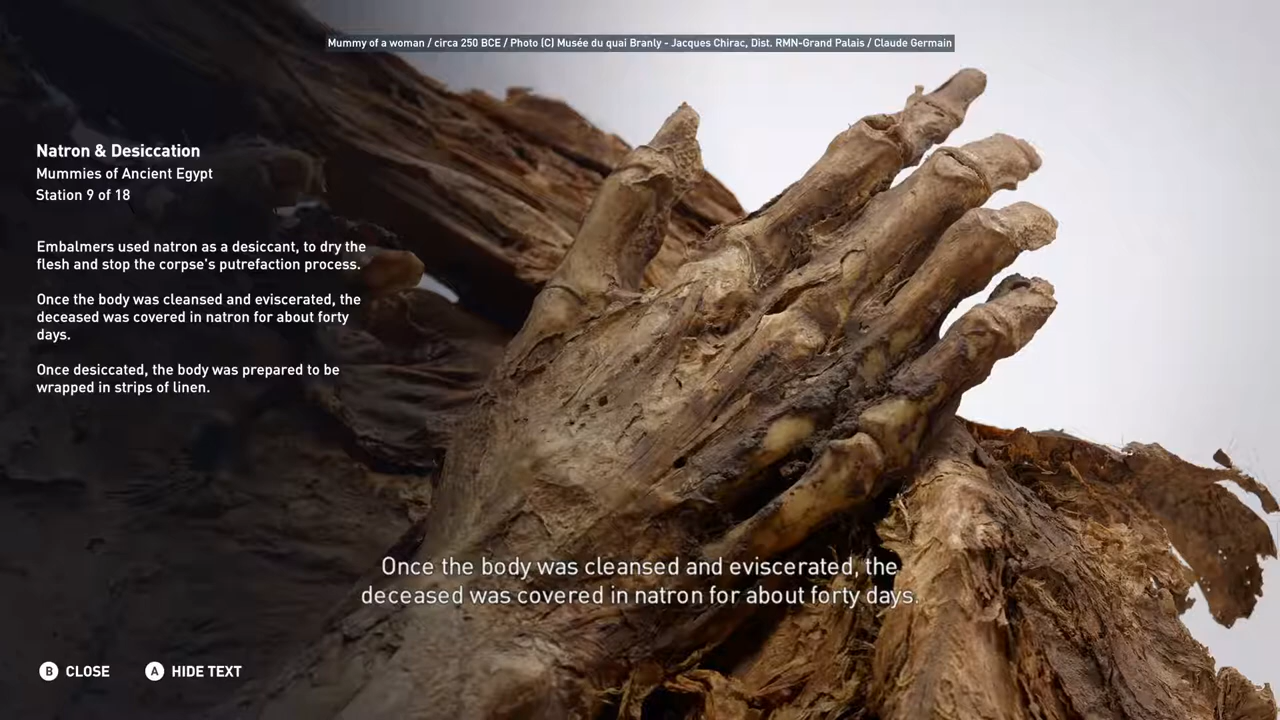 Mummy of a woman / circa 250 BCE / Photo (C) Musée du quai Branly - Jacques Chirac, Dist. RMN-Grand Palais / Claude Germain
Natron & Desiccation
Mummies of Ancient Egypt
Station 9 of 18
Embalmers used natron as a desiccant, to dry the
flesh and stop the corpse's putrefaction process.
Once the body was cleansed and eviscerated, the
deceased was covered in natron for about forty
days.
Once desiccated, the body was prepared to be
wrapped in strips of linen.
Once the body was cleansed and eviscerated, the
deceased was covered in natron for about forty days.
B CLOSE A HIDE TEXT